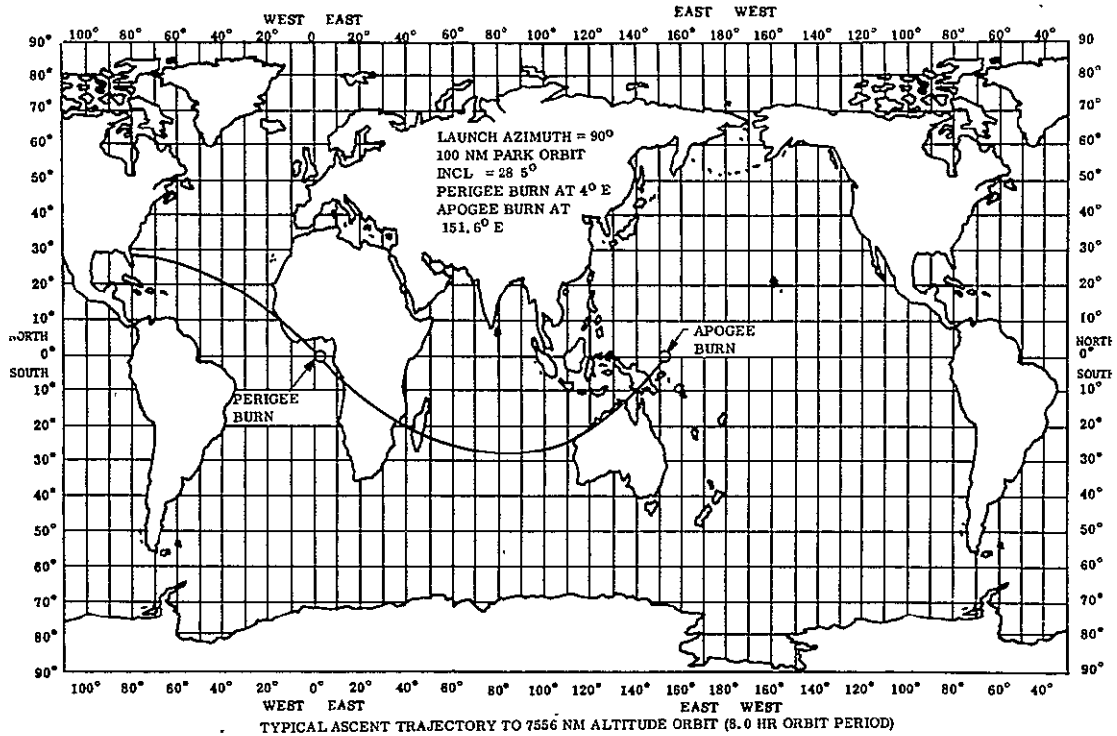 WEST EAST
EAST WEST
100° 80° 60° 40° 20° 0° 20° 40° 60° 80° 100° 120° 140° 160° 180° 160° 140° 120° 100° 80° 60° 40°
90° 90
80° 80°
70° 70°
60° 60°
50° 50°
40° 40°
30° 30°
20° 20°
10° 10°
NORTH NORTH
0° 0°
SOUTH SOUTH
10° 10°
20° 20°
30° 30°
40° 40°
50° 50°
60° 60°
70° 70°
80° 80°
90° 90°
LAUNCH AZIMUTH = 90°
100 NM PARK ORBIT
INCL = 28 5°
PERIGEE BURN AT 4° E
APOGEE BURN AT
151.6° E
APOGEE
BURN
PERIGEE
BURN
100° 80° 60° 40° 20° 0° 20° 40° 60° 80° 100° 120° 140° 160° 180° 160° 140° 120° 100° 80° 60° 40°
WEST EAST
EAST WEST
TYPICAL ASCENT TRAJECTORY TO 7556 NM ALTITUDE ORBIT (8.0 HR ORBIT PERIOD)